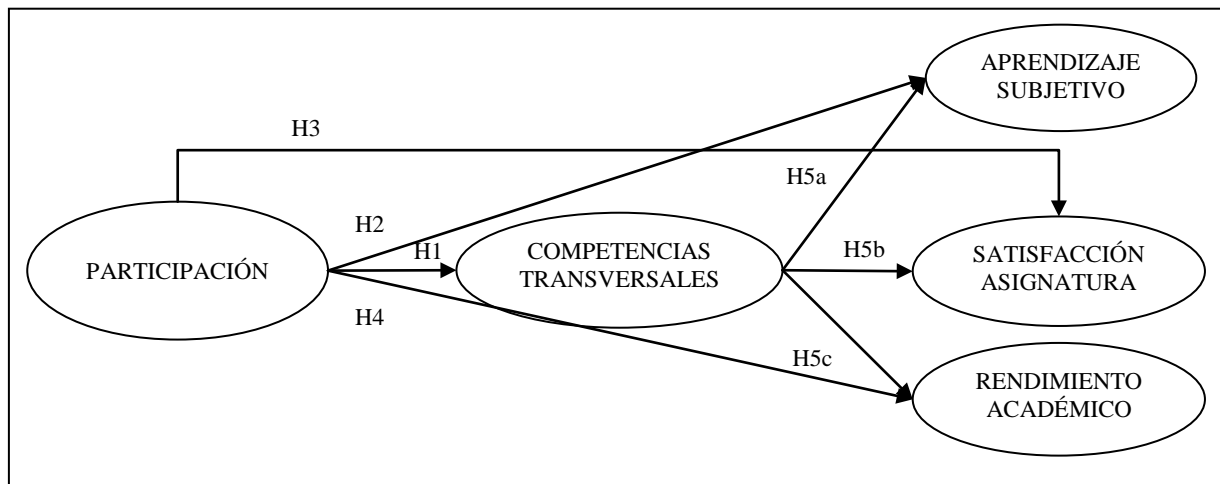 APRENDIZAJE
SUBJETIVO
H3
H5a
H2
H1
PARTICIPACIÓN
COMPETENCIAS
TRANSVERSALES
H5b
SATISFACCIÓN
ASIGNATURA
H4
H5c
RENDIMIENTO
ACADÉMICO